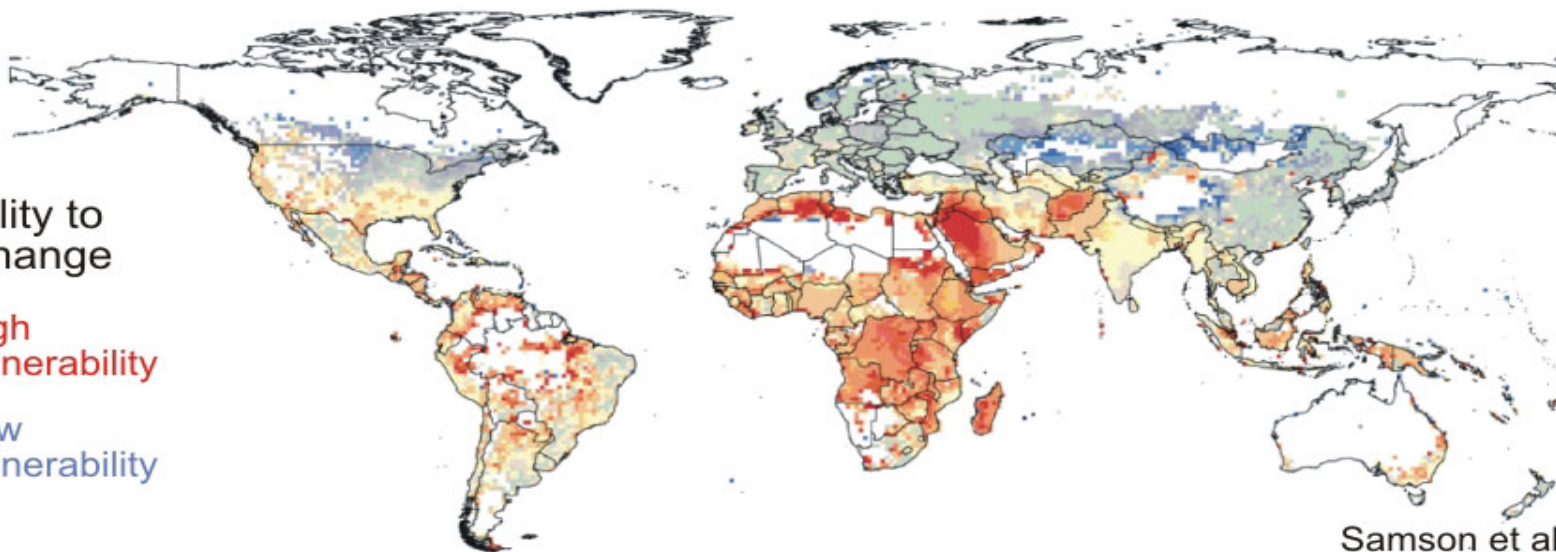 lity to
hange
gh
nerability
w
nerability
Samson et al